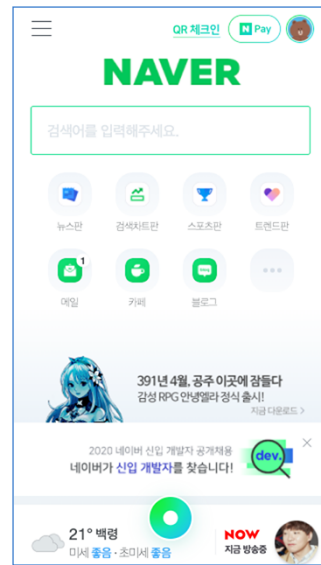 QR 체크인
N Pay
NAVER
검색어를 입력해주세요.
뉴스판
검색차트판
스포츠판
트렌드판
1
메일
카페
블로그
391년 4월, 공주 이곳에 잠들다
감성 RPG 안녕엘라 정식 출시!
지금 다운로드 >
2020 네이버 신입 개발자 공개채용
네이버가 신입 개발자를 찾습니다!
dev.
21° 백령
미세 좋음 · 초미세 좋음
NOW
지금 방송중